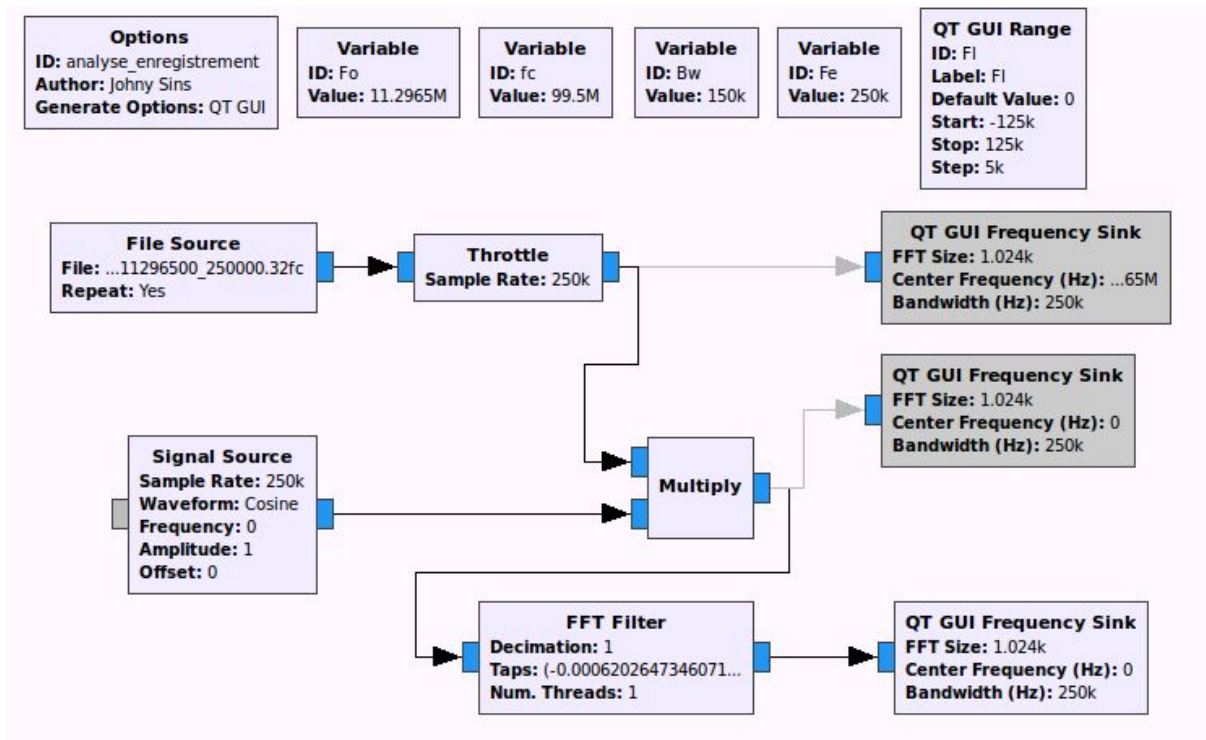 Options
ID: analyse_enregistrement
Author: Johny Sins
Generate Options: QT GUI
Variable
ID: Fo
Value: 11.2965M
Variable
ID: fc
Value: 99.5M
Variable
ID: Bw
Value: 150k
Variable
ID: Fe
Value: 250k
QT GUI Range
ID: Fl
Label: Fl
Default Value: 0
Start: -125k
Stop: 125k
Step: 5k
File Source
File: ...11296500_250000.32fc
Repeat: Yes
Throttle
Sample Rate: 250k
QT GUI Frequency Sink
FFT Size: 1.024k
Center Frequency (Hz): ...65M
Bandwidth (Hz): 250k
QT GUI Frequency Sink
FFT Size: 1.024k
Center Frequency (Hz): 0
Bandwidth (Hz): 250k
Signal Source
Sample Rate: 250k
Waveform: Cosine
Frequency: 0
Amplitude: 1
Offset: 0
Multiply
FFT Filter
Decimation: 1
Taps: (-0.0006202647346071...
Num. Threads: 1
QT GUI Frequency Sink
FFT Size: 1.024k
Center Frequency (Hz): 0
Bandwidth (Hz): 250k